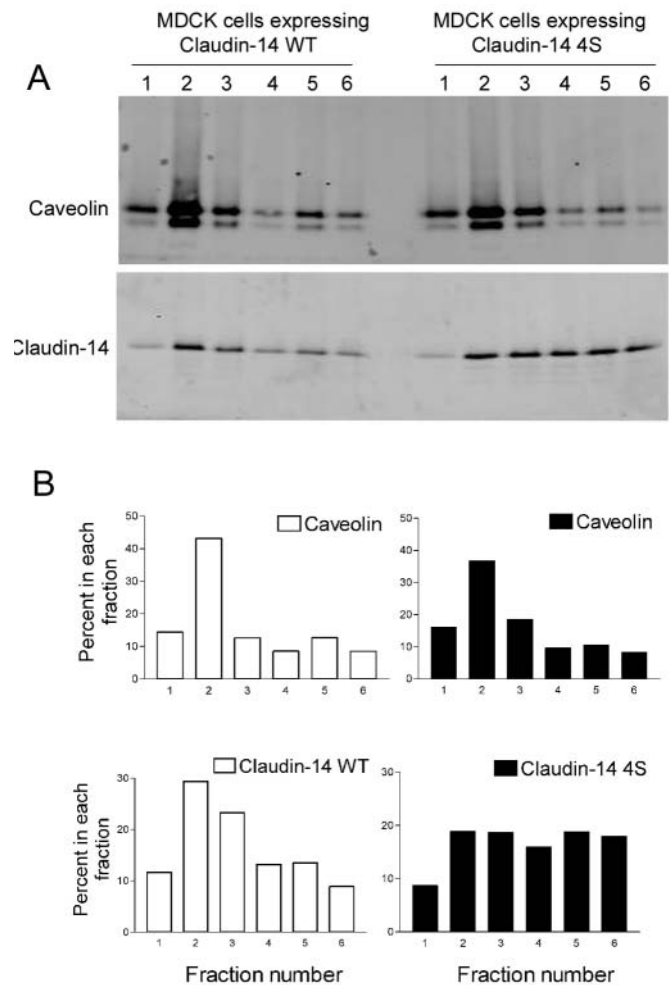 MDCK cells expressing
Claudin-14 WT
MDCK cells expressing
Claudin-14 4S
A
1 2 3 4 5 6
1 2 3 4 5 6
Caveolin
Claudin-14
B
Percent in each
fraction
50
40
30
20
10
0
Caveolin
1 2 3 4 5 6
50
40
30
20
10
0
Caveolin
1 2 3 4 5 6
Percent in each
fraction
30
20
10
0
Claudin-14 WT
1 2 3 4 5 6
Fraction number
30
20
10
0
Claudin-14 4S
1 2 3 4 5 6
Fraction number